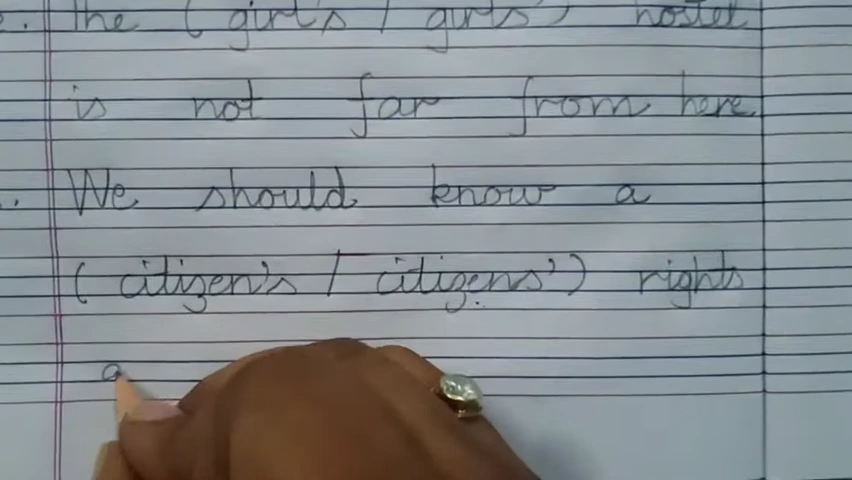 . The (girl's / girls') hostel
is not far from here.
. We should know a
( citizen's / citizens' ) rights
a